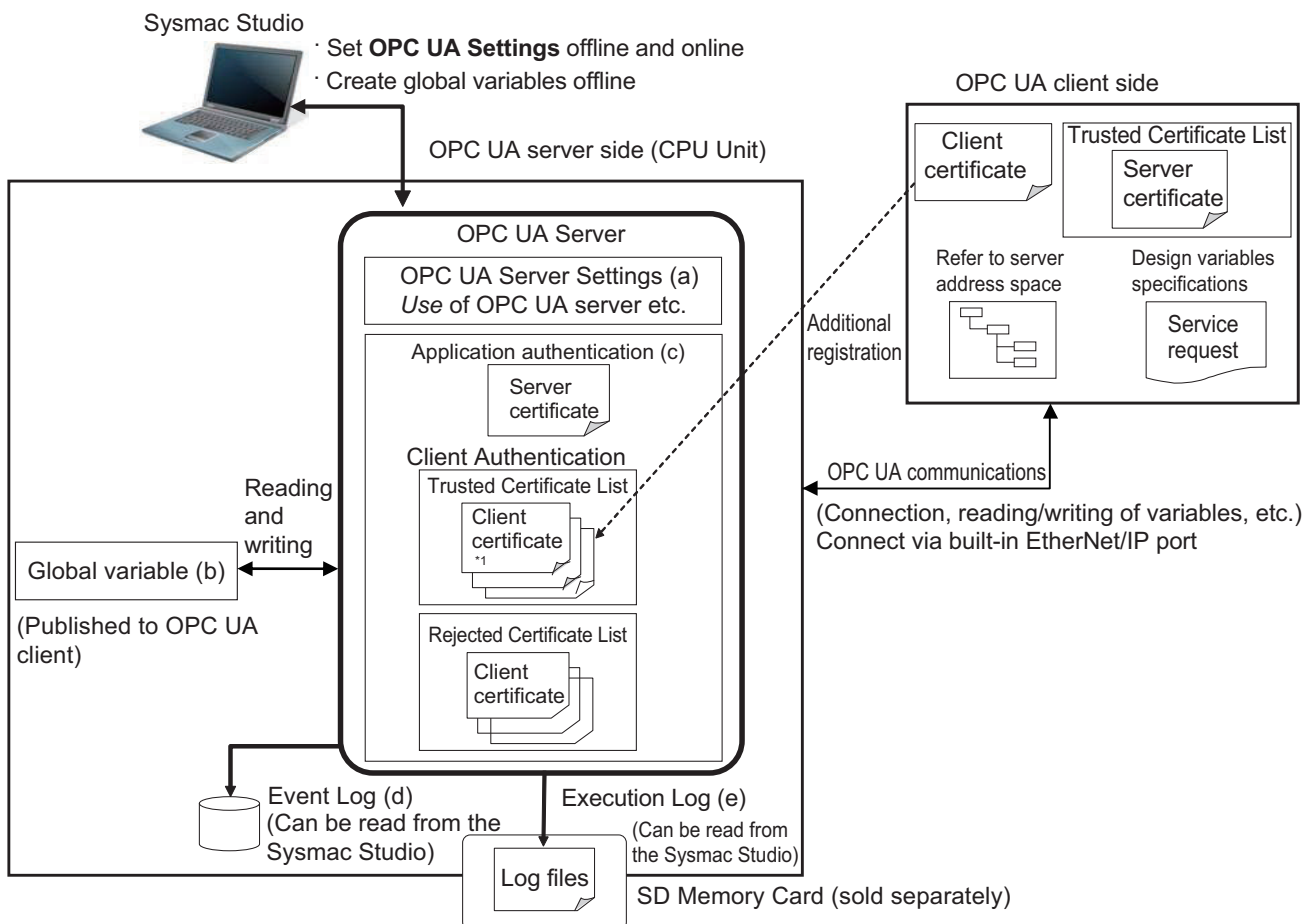 Sysmac Studio
· Set OPC UA Settings offline and online
· Create global variables offline
OPC UA server side (CPU Unit)
OPC UA Server
OPC UA Server Settings (a)
Use of OPC UA server etc.
Application authentication (c)
Server
certificate
Client Authentication
Trusted Certificate List
Client
certificate
*1
Rejected Certificate List
Client
certificate
Reading
and
writing
Global variable (b)
(Published to OPC UA
client)
Event Log (d)
(Can be read from the
Sysmac Studio)
Execution Log (e)
(Can be read from
the Sysmac Studio)
Log files
SD Memory Card (sold separately)
OPC UA client side
Client
certificate
Trusted Certificate List
Server
certificate
Refer to server
address space
Design variables
specifications
Service
request
Additional
registration
OPC UA communications
(Connection, reading/writing of variables, etc.)
Connect via built-in EtherNet/IP port